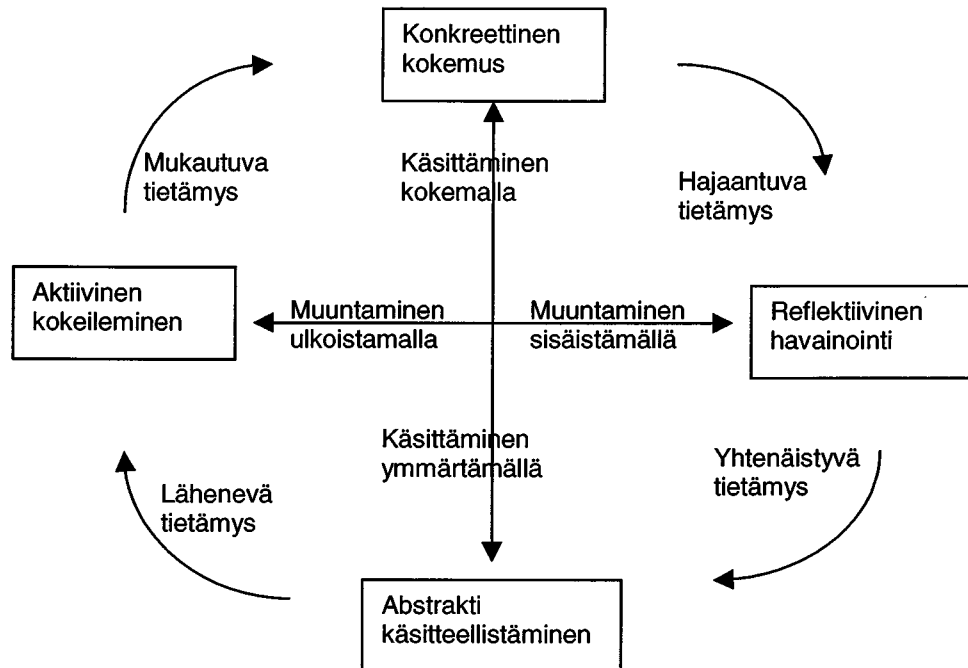 Konkreettinen
kokemus
Mukautuva
tietämys
Käsittäminen
kokemalla
Hajaantuva
tietämys
Aktiivinen
kokeileminen
Muuntaminen
ulkoistamalla
Muuntaminen
sisäistämällä
Reflektiivinen
havainointi
Käsittäminen
ymmärtämällä
Yhtenäistyvä
tietämys
Lähenevä
tietämys
Abstrakti
käsitteellistäminen